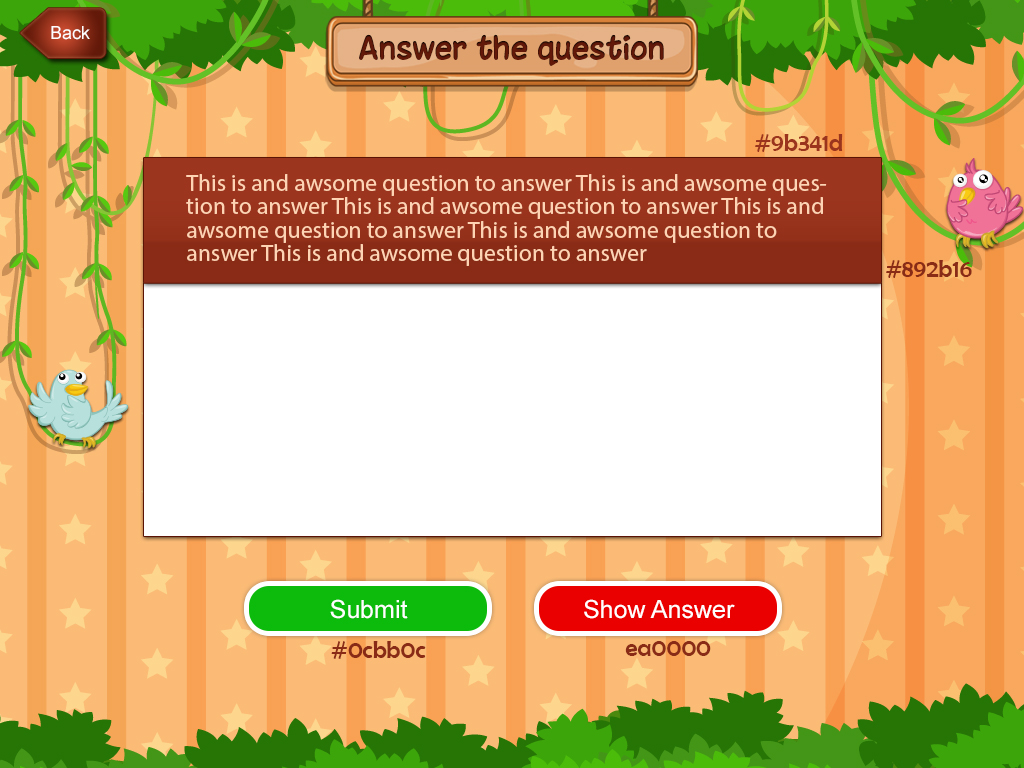 Back
Answer the question
#9b341d
This is and awsome question to answer This is and awsome ques-
tion to answer This is and awsome question to answer This is and
awsome question to answer This is and awsome question to
answer This is and awsome question to answer
#892b16
Submit
Show Answer
#0cbb0c
ea0000